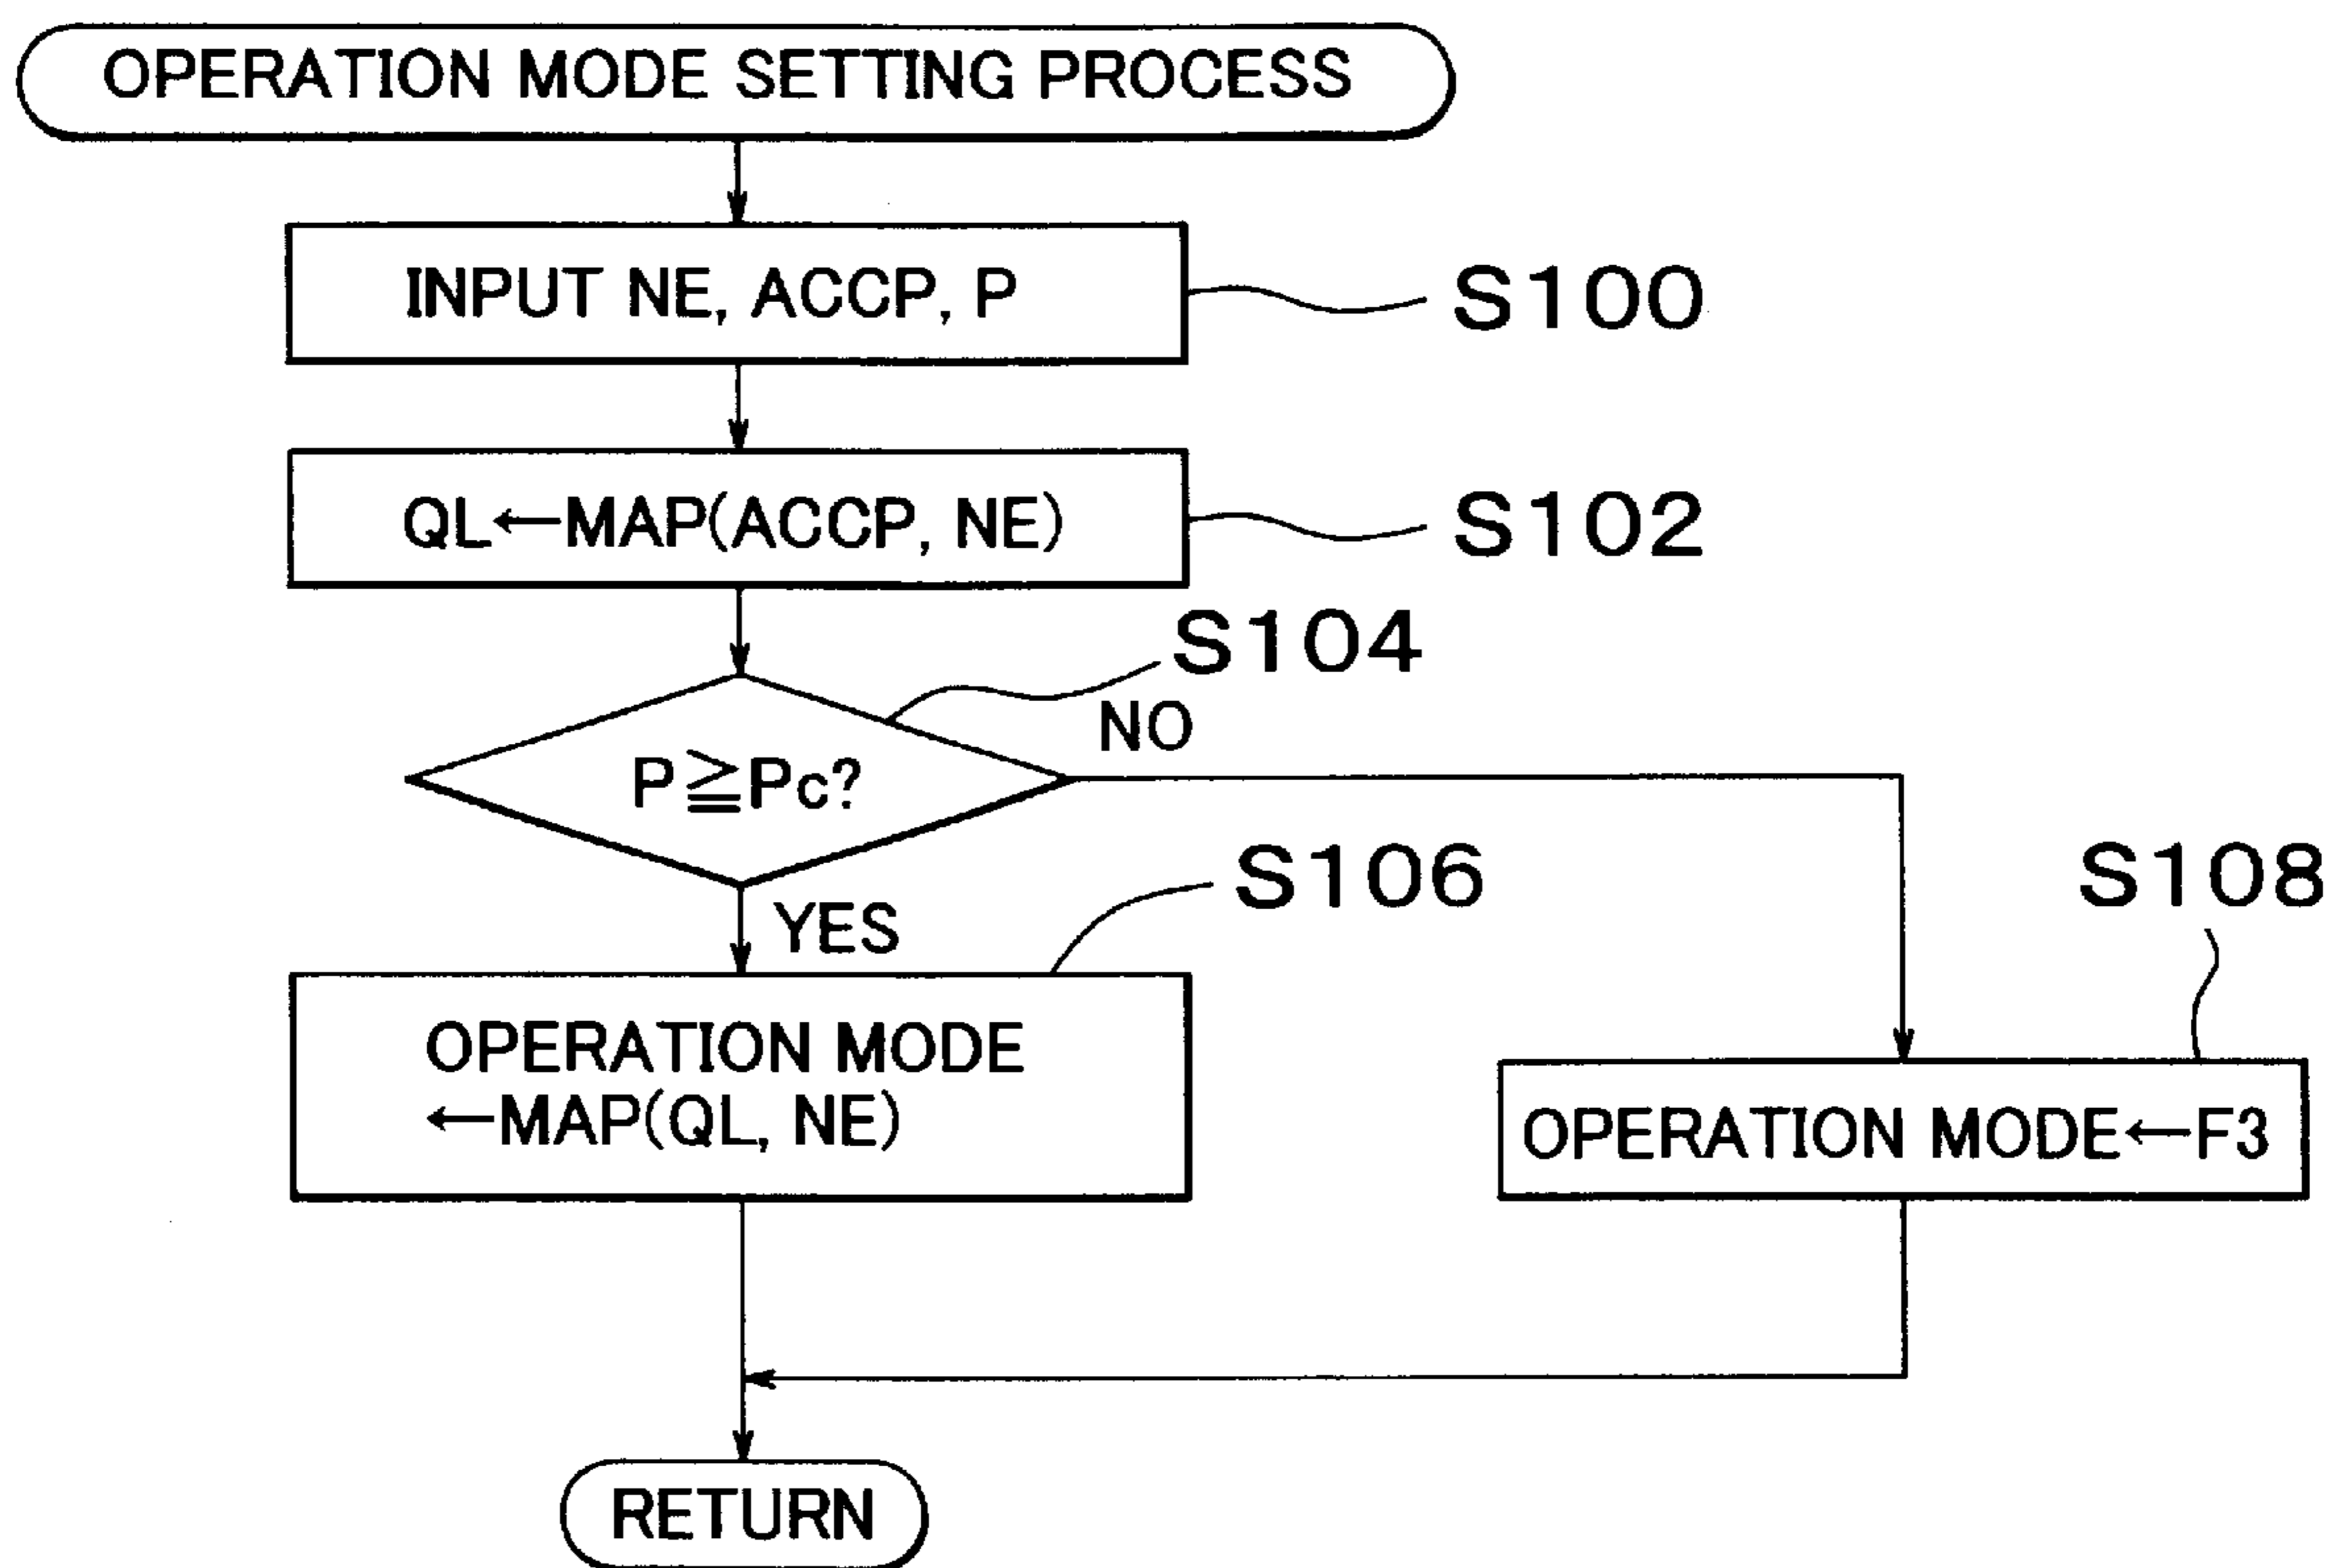 OPERATION MODE SETTING PROCESS
INPUT NE, ACCP, P
S100
QL←MAP(ACCP, NE)
S102
S104
P≧Pc?
NO
YES
S106
OPERATION MODE
←MAP(QL, NE)
S108
OPERATION MODE←F3
RETURN